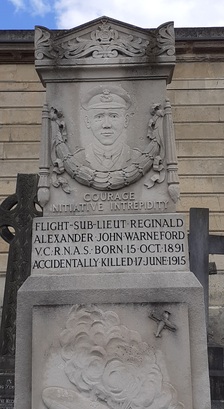 COURAGE
INITIATIVE INTREPIDITY
FLIGHT-SUB-LIEUT REGINALD
ALEXANDER JOHN WARNEFORD
V.C. R.N.A.S. BORN 15 OCT. 1891
ACCIDENTALLY KILLED 17 JUNE 1915